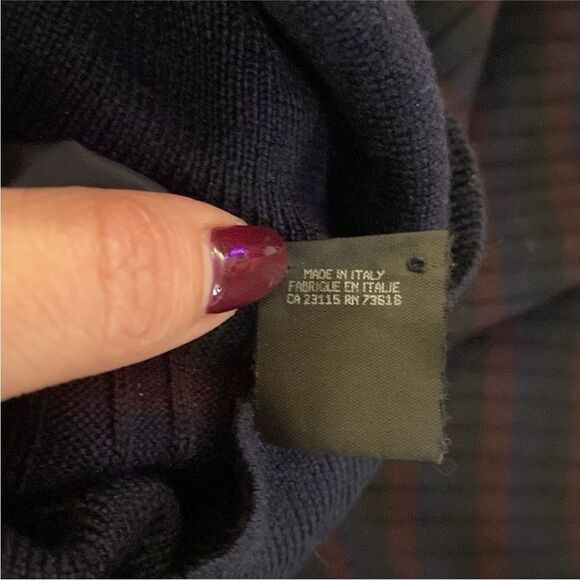 MADE IN ITALY
FABRIQUE EN ITALIE
CA 23115 RN 73616